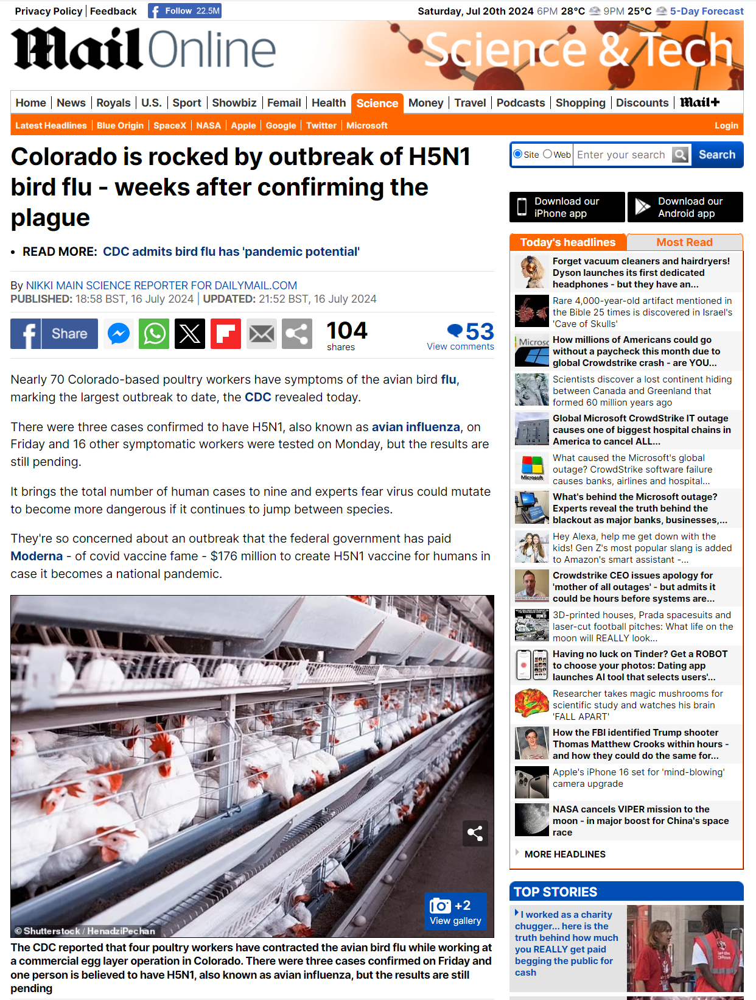 Privacy Policy | Feedback
Follow 22.5M
Saturday, Jul 20th 2024 6PM 28°C 9PM 25°C 5-Day Forecast
Mail Online
Science & Tech
Home | News | Royals | U.S. | Sport | Showbiz | Femail | Health | Science | Money | Travel | Podcasts | Shopping | Discounts | Mail+
Latest Headlines | Blue Origin | SpaceX | NASA | Apple | Google | Twitter | Microsoft
Login
Colorado is rocked by outbreak of H5N1
bird flu - weeks after confirming the
plague
• READ MORE: CDC admits bird flu has 'pandemic potential'
By NIKKI MAIN SCIENCE REPORTER FOR DAILYMAIL.COM
PUBLISHED: 18:58 BST, 16 July 2024 | UPDATED: 21:52 BST, 16 July 2024
Share
104
shares
53
View comments
Nearly 70 Colorado-based poultry workers have symptoms of the avian bird flu,
marking the largest outbreak to date, the CDC revealed today.
There were three cases confirmed to have H5N1, also known as avian influenza, on
Friday and 16 other symptomatic workers were tested on Monday, but the results are
still pending.
It brings the total number of human cases to nine and experts fear virus could mutate
to become more dangerous if it continues to jump between species.
They're so concerned about an outbreak that the federal government has paid
Moderna - of covid vaccine fame - $176 million to create H5N1 vaccine for humans in
case it becomes a national pandemic.
+2
View gallery
© Shutterstock / HenadziPechan
The CDC reported that four poultry workers have contracted the avian bird flu while working at
a commercial egg layer operation in Colorado. There were three cases confirmed on Friday and
one person is believed to have H5N1, also known as avian influenza, but the results are still
pending
Site Web Enter your search Search
Download our
iPhone app
Download our
Android app
Today's headlines
Most Read
Forget vacuum cleaners and hairdryers!
Dyson launches its first dedicated
headphones - but they have an...
Rare 4,000-year-old artifact mentioned in
the Bible 25 times is discovered in Israel's
'Cave of Skulls'
How millions of Americans could go
without a paycheck this month due to
global Crowdstrike crash - are YOU...
Scientists discover a lost continent hiding
between Canada and Greenland that
formed 60 million years ago
Global Microsoft CrowdStrike IT outage
causes one of biggest hospital chains in
America to cancel ALL...
What caused the Microsoft's global
outage? CrowdStrike software failure
causes banks, airlines and hospital...
Microsoft
What's behind the Microsoft outage?
Experts reveal the truth behind the
blackout as major banks, businesses,...
Hey Alexa, help me get down with the
kids! Gen Z's most popular slang is added
to Amazon's smart assistant -...
Crowdstrike CEO issues apology for
'mother of all outages' - but admits it
could be hours before systems are...
3D-printed houses, Prada spacesuits and
laser-cut football pitches: What life on the
moon will REALLY look...
Having no luck on Tinder? Get a ROBOT
to choose your photos: Dating app
launches AI tool that selects users'...
Researcher takes magic mushrooms for
scientific study and watches his brain
'FALL APART'
How the FBI identified Trump shooter
Thomas Matthew Crooks within hours -
and how they could do the same for...
Apple's iPhone 16 set for 'mind-blowing'
camera upgrade
NASA cancels VIPER mission to the
moon - in major boost for China's space
race
MORE HEADLINES
TOP STORIES
I worked as a charity
chugger... here is the
truth behind how much
you REALLY get paid
begging the public for
cash